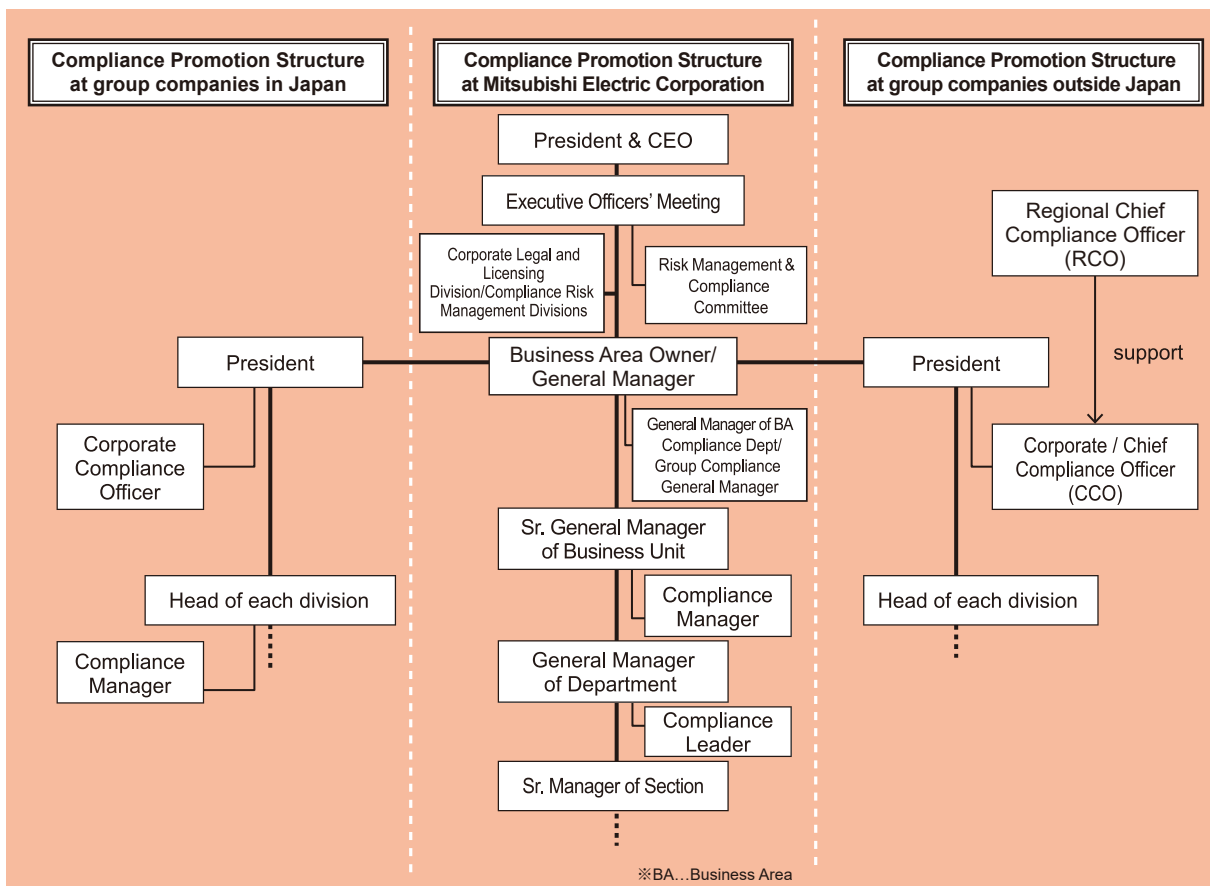 Compliance Promotion Structure
at group companies in Japan
Compliance Promotion Structure
at Mitsubishi Electric Corporation
Compliance Promotion Structure
at group companies outside Japan
President & CEO
Executive Officers' Meeting
Corporate Legal and
Licensing
Division/Compliance Risk
Management Divisions
Risk Management &
Compliance
Committee
Regional Chief
Compliance Officer
(RCO)
support
President
Business Area Owner/
General Manager
President
Corporate
Compliance
Officer
General Manager of BA
Compliance Dept/
Group Compliance
General Manager
Corporate / Chief
Compliance Officer
(CCO)
Sr. General Manager
of Business Unit
Head of each division
Compliance
Manager
Head of each division
Compliance
Manager
General Manager
of Department
Compliance
Leader
Sr. Manager of Section
※BA…Business Area